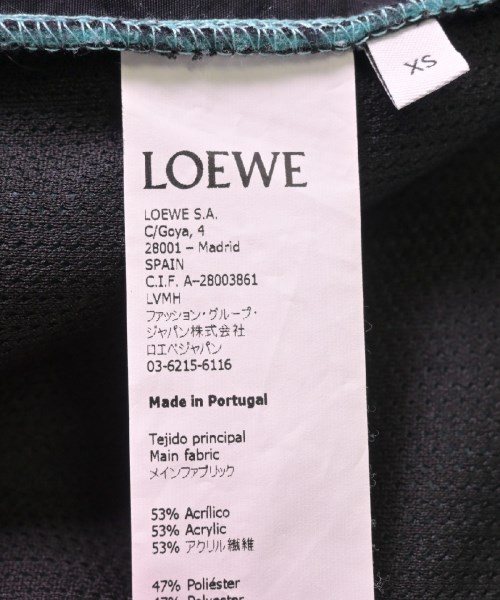 XS
LOEWE
LOEWE S.A.
C/Goya, 4
28001 – Madrid
SPAIN
C.I.F. A–28003861
LVMH
ファッション・グループ・
ジャパン株式会社
ロエベジャパン
03-6215-6116
Made in Portugal
Tejido principal
Main fabric
メインファブリック
53% Acrílico
53% Acrylic
53% アクリル繊維
47% Poliéster
47% Polyester